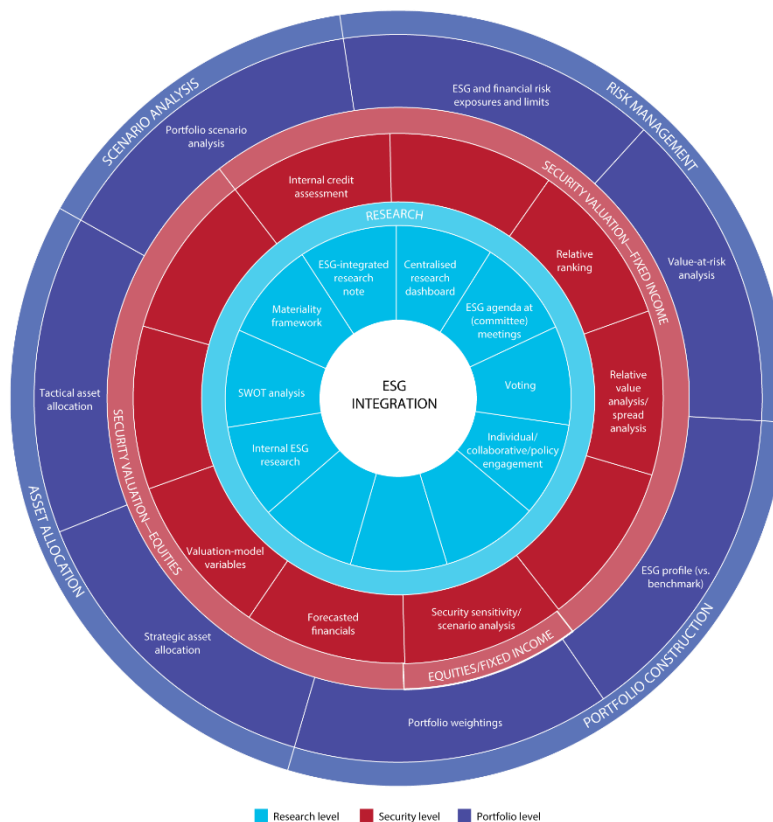 SCENARIO ANALYSIS
RISK MANAGEMENT
ESG and financial risk
exposures and limits
Portfolio scenario
analysis
SECURITY VALUATION—FIXED INCOME
Internal credit
assessment
RESEARCH
Relative
ranking
Value-at-risk
analysis
ESG-integrated
research
note
Centralised
research
dashboard
Materiality
framework
ESG agenda at
(committee)
meetings
ESG
INTEGRATION
SWOT analysis
Voting
Relative
value
analysis/
spread
analysis
Tactical asset
allocation
Internal ESG
research
Individual/
collaborative/policy
engagement
SECURITY VALUATION—EQUITIES
ASSET ALLOCATION
Valuation-model
variables
ESG profile (vs.
benchmark)
Strategic asset
allocation
Forecasted
financials
Security sensitivity/
scenario analysis
EQUITIES/FIXED INCOME
PORTFOLIO CONSTRUCTION
Portfolio weightings
Research level
Security level
Portfolio level